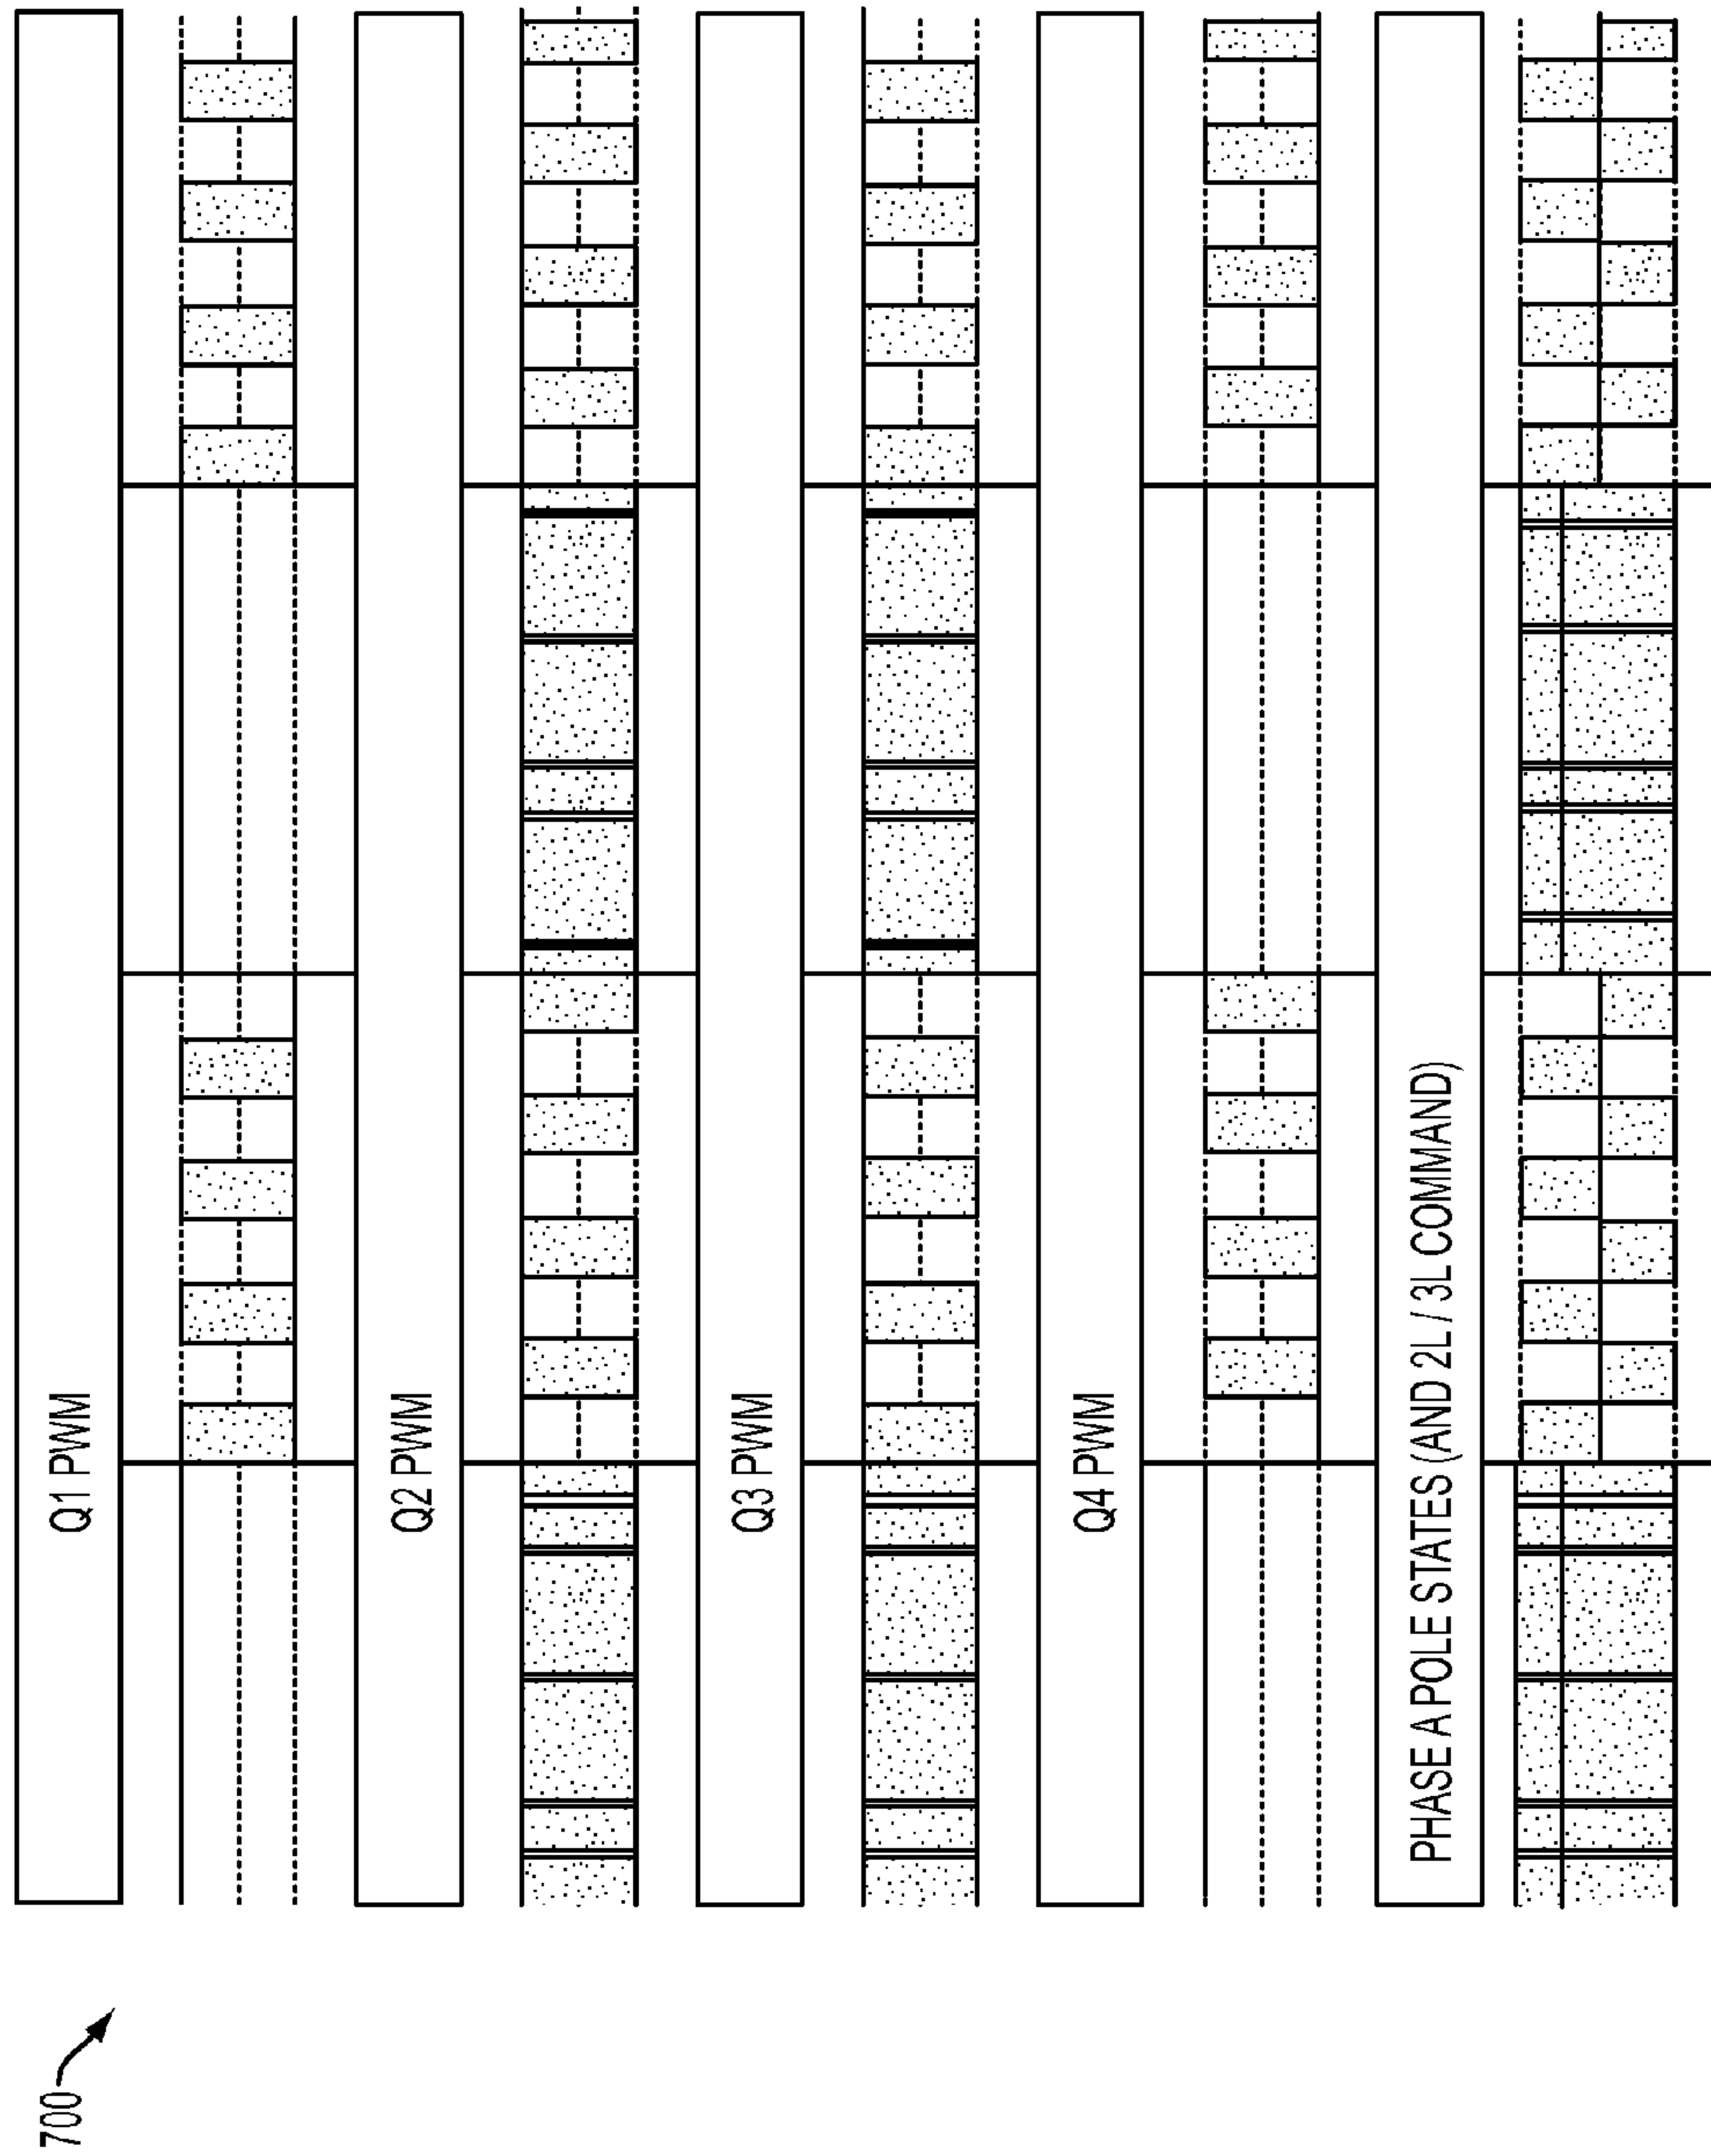 700
Q1 PWM
Q2 PWM
Q3 PWM
Q4 PWM
PHASE A POLE STATES (AND 2L / 3L COMMAND)